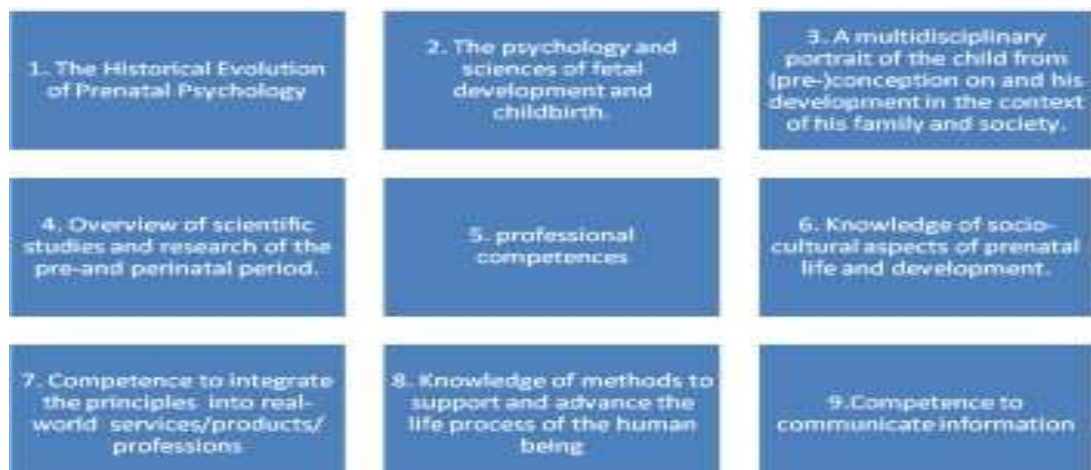 1. The Historical Evolution
of Prenatal Psychology
2. The psychology and
sciences of fetal
development and
childbirth.
3. A multidisciplinary
portrait of the child from
(pre-)conception on and his
development in the context
of his family and society.
4. Overview of scientific
studies and research of the
pre-and perinatal period.
5. professional
competences
6. Knowledge of socio-
cultural aspects of prenatal
life and development.
7. Competence to integrate
the principles into real-
world services/products/
professions
8. Knowledge of methods to
support and advance the
life process of the human
being
9.Competence to
communicate information